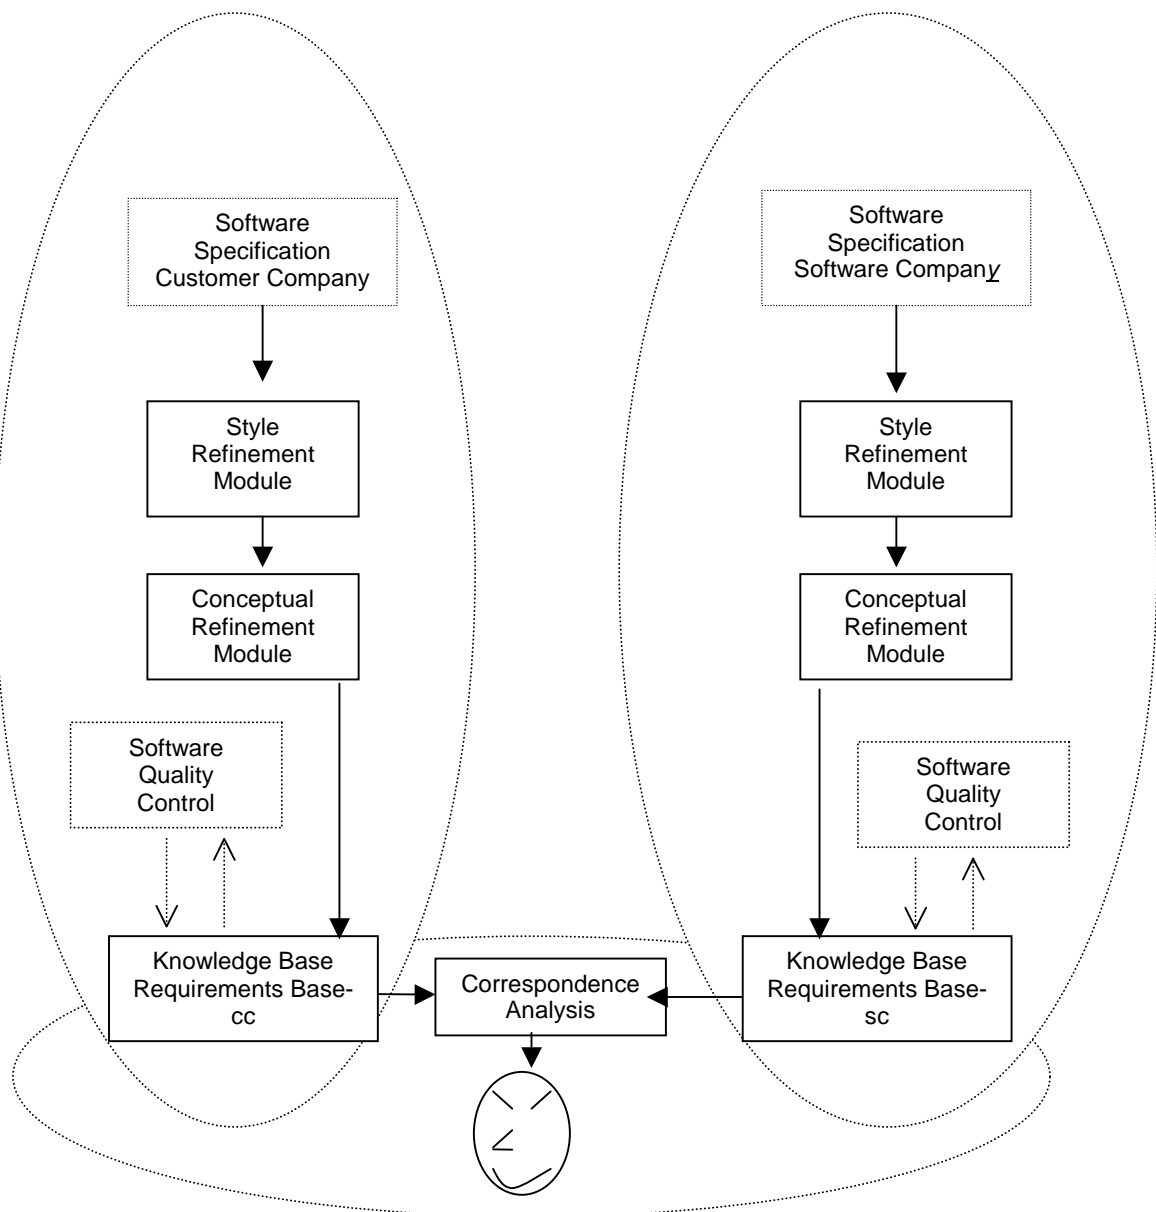 Software
Specification
Customer Company
Software
Specification
Software Company
Style
Refinement
Module
Style
Refinement
Module
Conceptual
Refinement
Module
Conceptual
Refinement
Module
Software
Quality
Control
Software
Quality
Control
Knowledge Base
Requirements Base-
cc
Correspondence
Analysis
Knowledge Base
Requirements Base-
sc